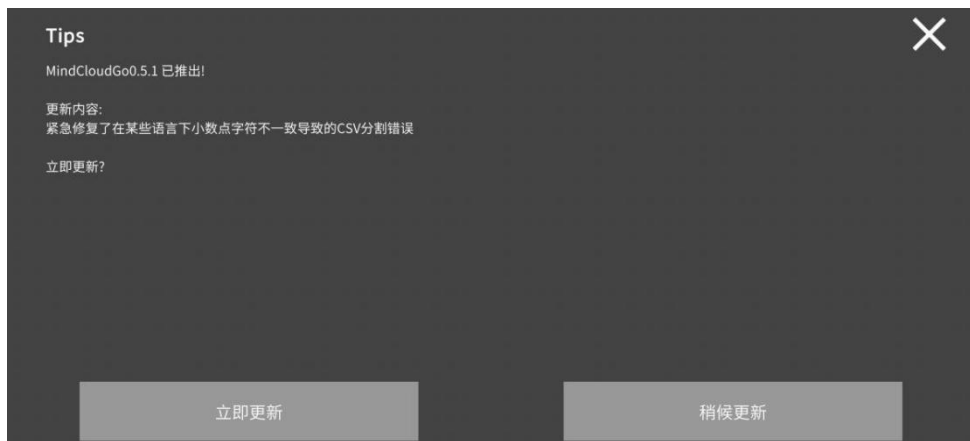 Tips
MindCloudGo0.5.1 已推出!
更新内容:
紧急修复了在某些语言下小数点字符不一致导致的CSV分割错误
立即更新?
立即更新
稍候更新